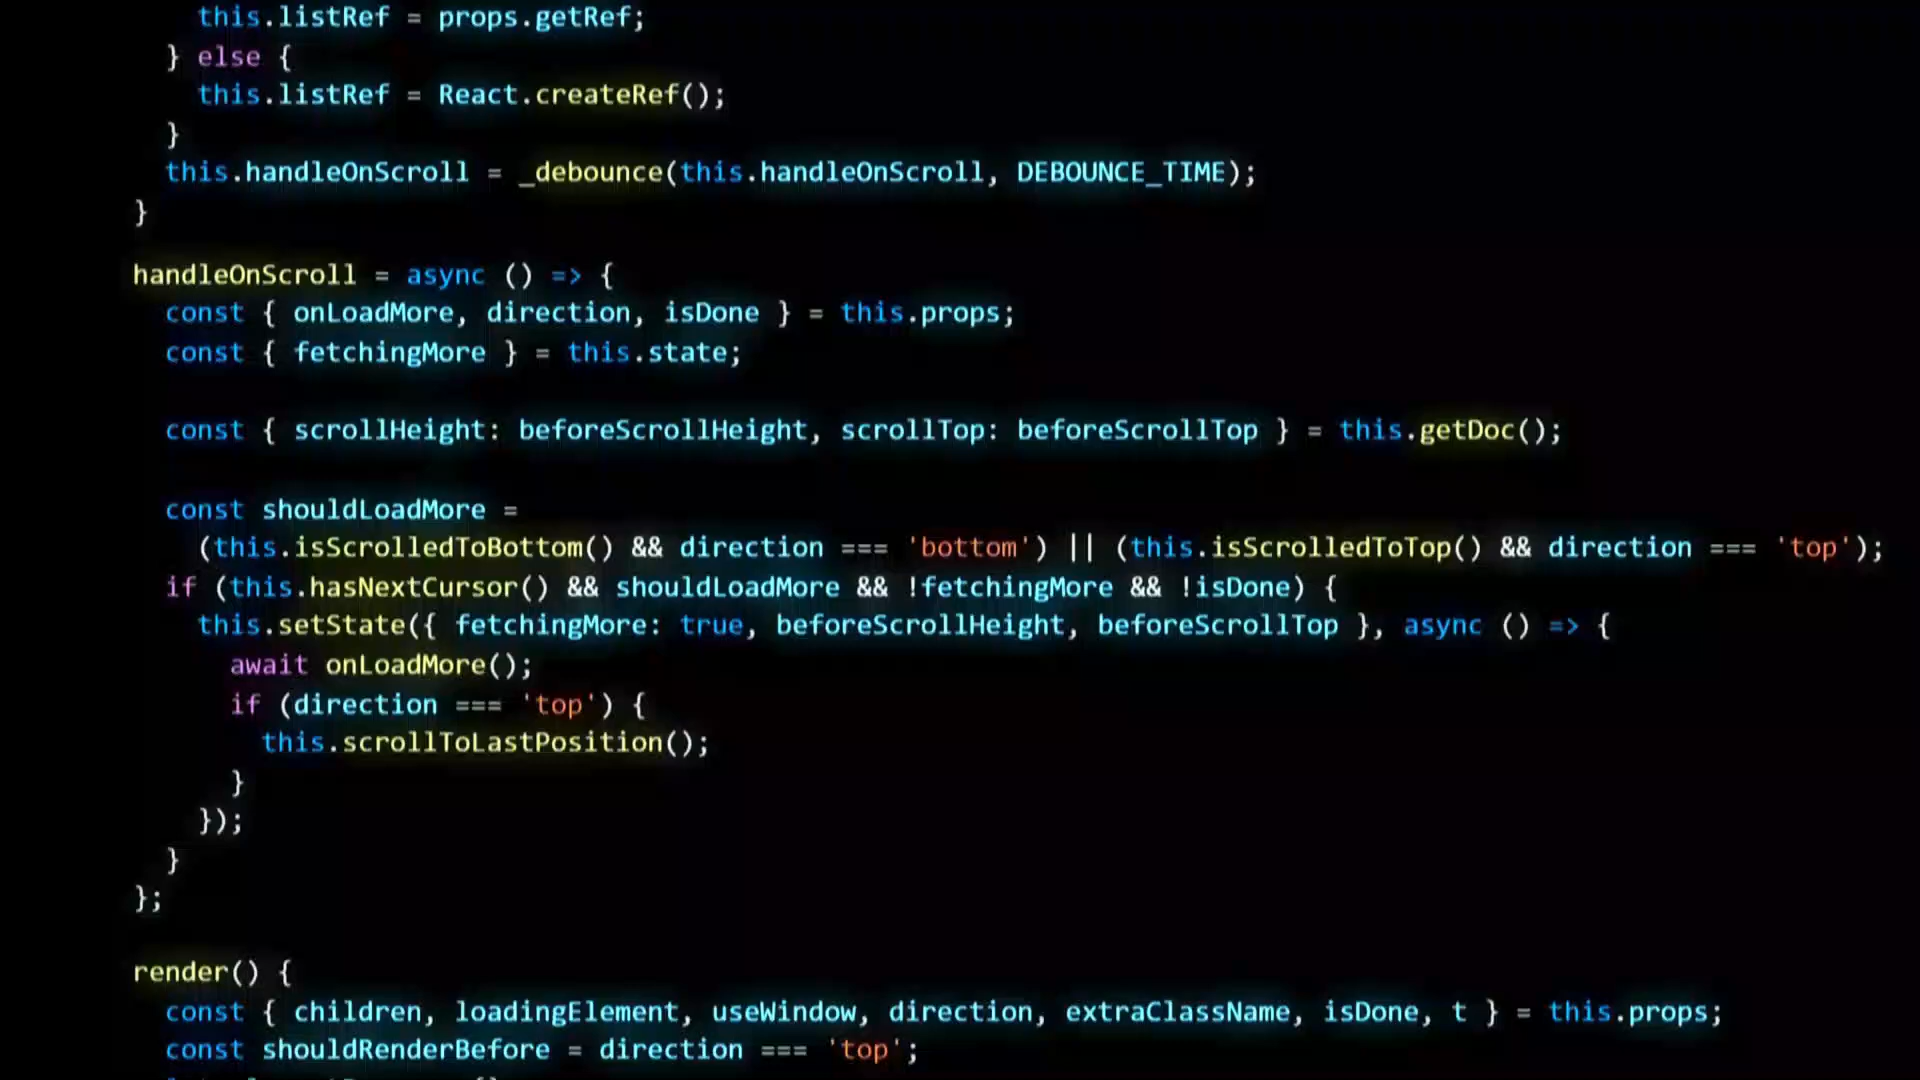 this.listRef = props.getRef;
} else {
this.listRef = React.createRef();
}
this.handleOnScroll = _debounce(this.handleOnScroll, DEBOUNCE_TIME);
}
handleOnScroll = async () => {
const { onLoadMore, direction, isDone } = this.props;
const { fetchingMore } = this.state;
const { scrollHeight: beforeScrollHeight, scrollTop: beforeScrollTop } = this.getDoc();
const shouldLoadMore =
(this.isScrolledToBottom() && direction === 'bottom') || (this.isScrolledToTop() && direction === 'top');
if (this.hasNextCursor() && shouldLoadMore && !fetchingMore && !isDone) {
this.setState({ fetchingMore: true, beforeScrollHeight, beforeScrollTop }, async () => {
await onLoadMore();
if (direction === 'top') {
this.scrollToLastPosition();
}
});
}
};
render() {
const { children, loadingElement, useWindow, direction, extraClassName, isDone, t } = this.props;
const shouldRenderBefore = direction === 'top';